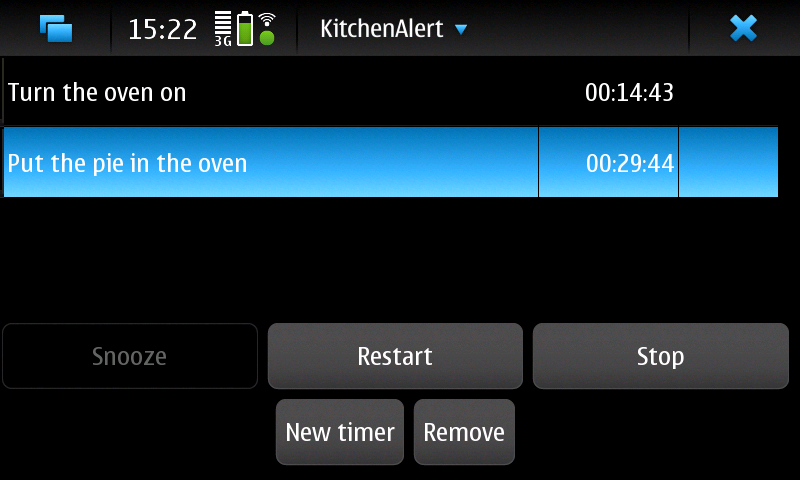 15:22 3G KitchenAlert
Turn the oven on 00:14:43
Put the pie in the oven 00:29:44
Snooze Restart Stop
New timer Remove